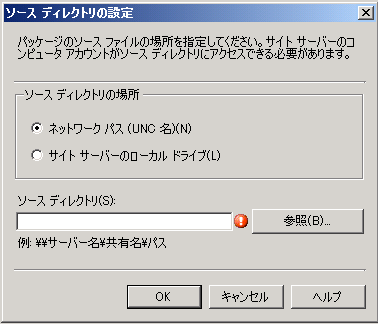 ソース ディレクトリの設定
パッケージのソース ファイルの場所を指定してください。サイト サーバーのコン
ピュータ アカウントがソース ディレクトリにアクセスできる必要があります。
ソース ディレクトリの場所
ネットワーク パス (UNC 名)(N)
サイト サーバーのローカル ドライブ(L)
ソース ディレクトリ(S):
参照(B)...
例: ¥¥サーバー名¥共有名¥パス
OK キャンセル ヘルプ